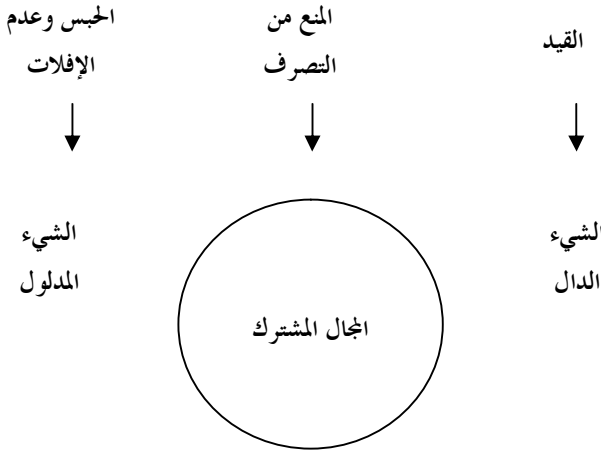 القيد
المنع من
التصرف
الحبس وعدم
الإفلات
الشيء
الدال
المجال المشترك
الشيء
المدلول